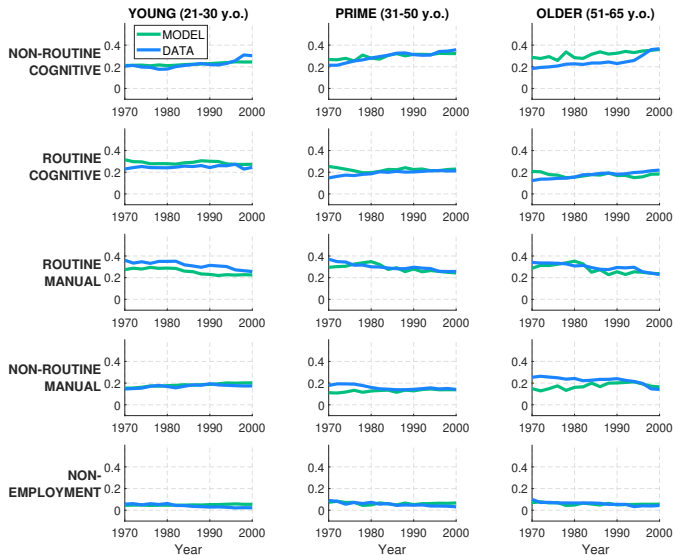 YOUNG (21-30 y.o.) PRIME (31-50 y.o.) OLDER (51-65 y.o.)
MODEL
DATA
NON-ROUTINE
COGNITIVE
0.4 0.4 0.4
0.2 0.2 0.2
0 0 0
1970 1980 1990 2000 1970 1980 1990 2000 1970 1980 1990 2000
ROUTINE
COGNITIVE
0.4 0.4 0.4
0.2 0.2 0.2
0 0 0
1970 1980 1990 2000 1970 1980 1990 2000 1970 1980 1990 2000
ROUTINE
MANUAL
0.4 0.4 0.4
0.2 0.2 0.2
0 0 0
1970 1980 1990 2000 1970 1980 1990 2000 1970 1980 1990 2000
NON-ROUTINE
MANUAL
0.4 0.4 0.4
0.2 0.2 0.2
0 0 0
1970 1980 1990 2000 1970 1980 1990 2000 1970 1980 1990 2000
NON-
EMPLOYMENT
0.4 0.4 0.4
0.2 0.2 0.2
0 0 0
1970 1980 1990 2000 1970 1980 1990 2000 1970 1980 1990 2000
Year Year Year